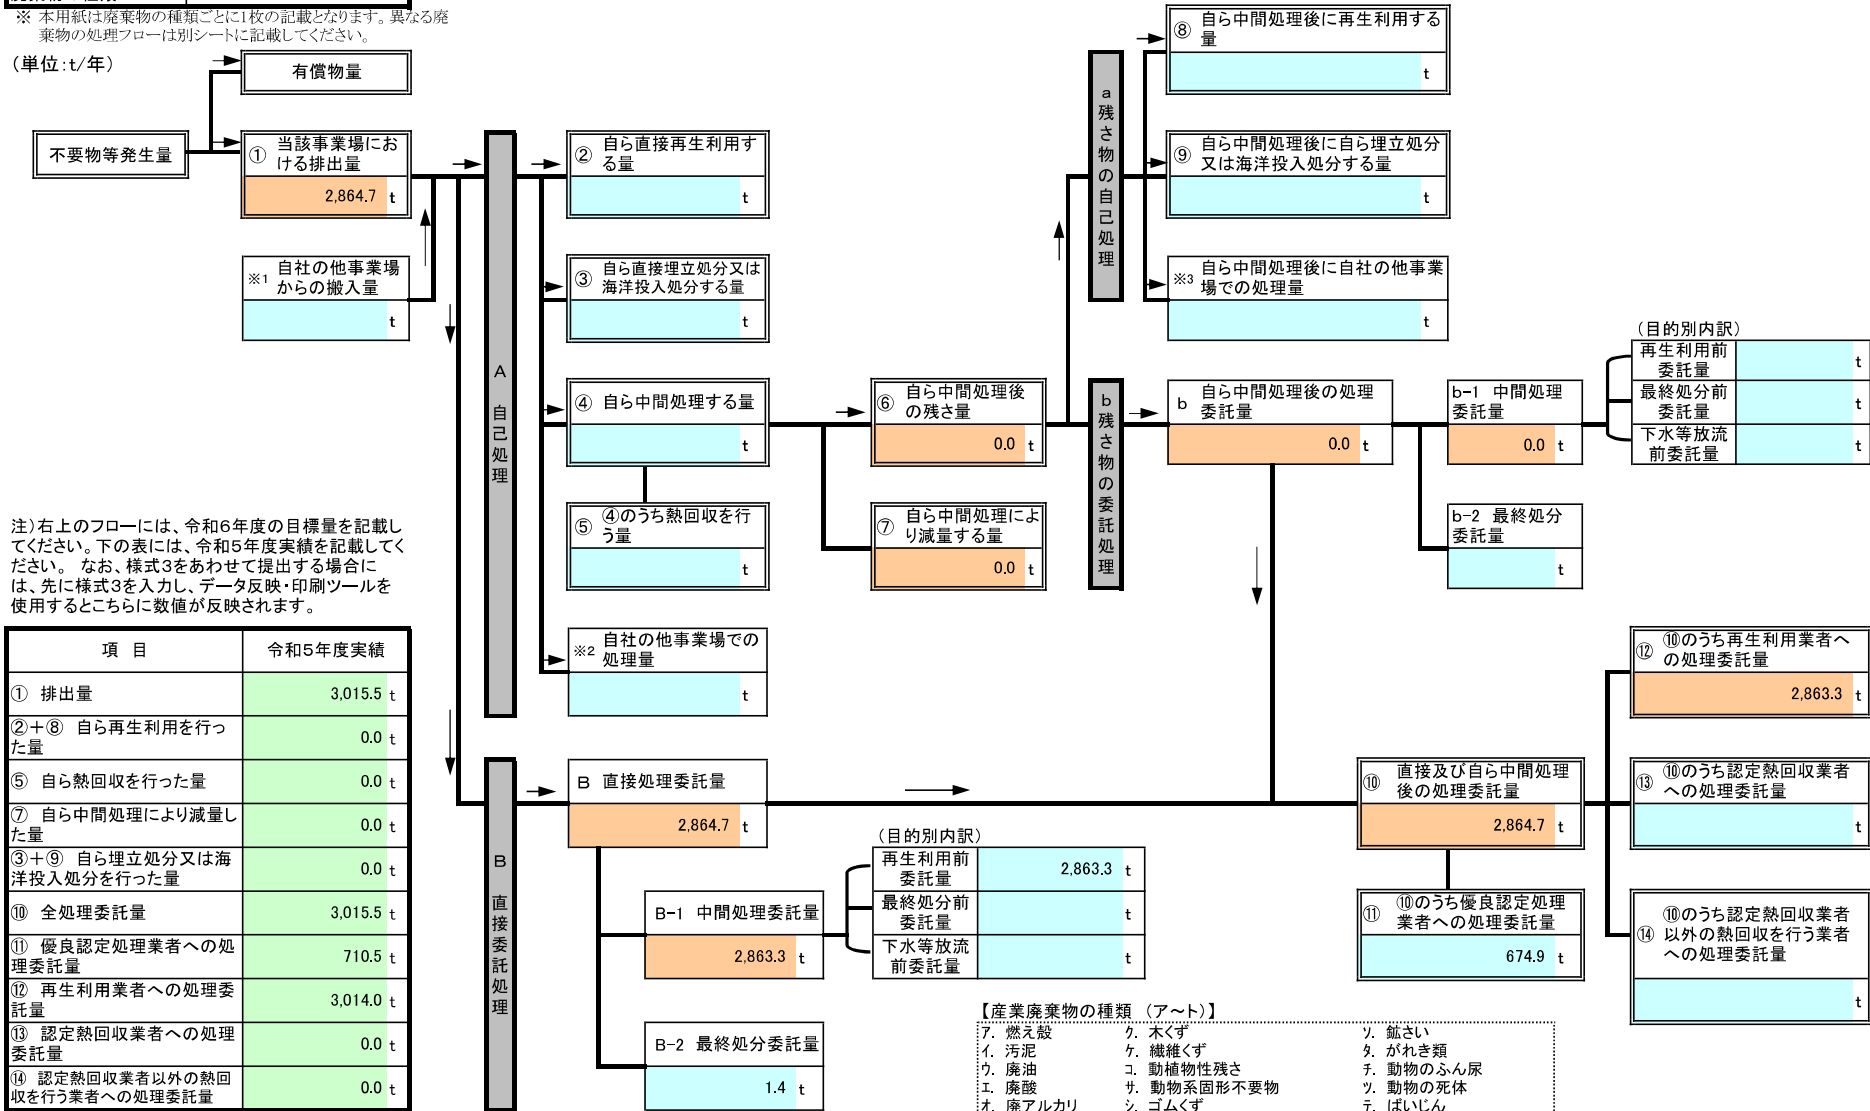 ※ 本用紙は廃棄物の種類ごとに1枚の記載となります。異なる廃
棄物の処理フローは別シートに記載してください。
(単位:t/年)
有償物量
不要物等発生量
① 当該事業場にお
ける排出量
2,864.7 t
※1 自社の他事業場
からの搬入量
t
A 自己処理
② 自ら直接再生利用す
る量
t
③ 自ら直接埋立処分又は
海洋投入処分する量
t
④ 自ら中間処理する量
t
⑤ ④のうち熱回収を行
う量
t
※2 自社の他事業場での
処理量
t
⑥ 自ら中間処理後
の残さ量
0.0 t
⑦ 自ら中間処理によ
り減量する量
0.0 t
a 残さ物の自己処理
⑧ 自ら中間処理後に再生利用する
量
t
⑨ 自ら中間処理後に自ら埋立処分
又は海洋投入処分する量
t
※3 自ら中間処理後に自社の他事業
場での処理量
t
b 残さ物の委託処理
b 自ら中間処理後の処理
委託量
0.0 t
b-1 中間処理
委託量
0.0 t
(目的別内訳)
再生利用前
委託量
t
最終処分前
委託量
t
下水等放流
前委託量
t
b-2 最終処分
委託量
t
注)右上のフローには、令和6年度の目標量を記載し
てください。下の表には、令和5年度実績を記載してく
ださい。 なお、様式3をあわせて提出する場合に
は、先に様式3を入力し、データ反映・印刷ツールを
使用するとこちらに数値が反映されます。
項 目 令和5年度実績
① 排出量 3,015.5 t
②+⑧ 自ら再生利用を行っ
た量 0.0 t
⑤ 自ら熱回収を行った量 0.0 t
⑦ 自ら中間処理により減量し
た量 0.0 t
③+⑨ 自ら埋立処分又は海
洋投入処分を行った量 0.0 t
⑩ 全処理委託量 3,015.5 t
⑪ 優良認定処理業者への処
理委託量 710.5 t
⑫ 再生利用業者への処理委
託量 3,014.0 t
⑬ 認定熱回収業者への処理
委託量 0.0 t
⑭ 認定熱回収業者以外の熱回
収を行う業者への処理委託量 0.0 t
B 直接委託処理
B 直接処理委託量
2,864.7 t
B-1 中間処理委託量
2,863.3 t
(目的別内訳)
再生利用前
委託量
2,863.3 t
最終処分前
委託量
t
下水等放流
前委託量
t
B-2 最終処分委託量
1.4 t
⑩ 直接及び自ら中間処理
後の処理委託量
2,864.7 t
⑪ ⑩のうち優良認定処理
業者への処理委託量
674.9 t
⑫ ⑩のうち再生利用業者へ
の処理委託量
2,863.3 t
⑬ ⑩のうち認定熱回収業者
への処理委託量
t
⑭ ⑩のうち認定熱回収業者
以外の熱回収を行う業者
への処理委託量
t
【産業廃棄物の種類 (ア~ト)】
ア. 燃え殻 ク. 木くず ソ. 鉱さい
イ. 汚泥 ケ. 繊維くず タ. がれき類
ウ. 廃油 コ. 動植物性残さ チ. 動物のふん尿
エ. 廃酸 サ. 動物系固形不要物 ツ. 動物の死体
オ. 廃アルカリ シ. ゴムくず テ. ばいじん